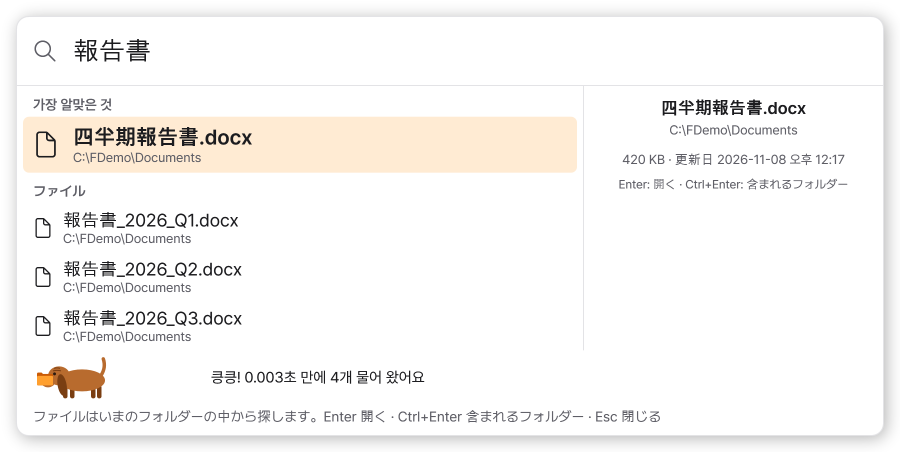 報告書
가장 알맞은 것
四半期報告書.docx
C:\FDemo\Documents
ファイル
報告書_2026_Q1.docx
C:\FDemo\Documents
報告書_2026_Q2.docx
C:\FDemo\Documents
報告書_2026_Q3.docx
C:\FDemo\Documents
四半期報告書.docx
C:\FDemo\Documents
420 KB · 更新日 2026-11-08 오후 12:17
Enter: 開く · Ctrl+Enter: 含まれるフォルダー
킁킁! 0.003초 만에 4개 물어 왔어요
ファイルはいまのフォルダーの中から探します。Enter 開く · Ctrl+Enter 含まれるフォルダー · Esc 閉じる